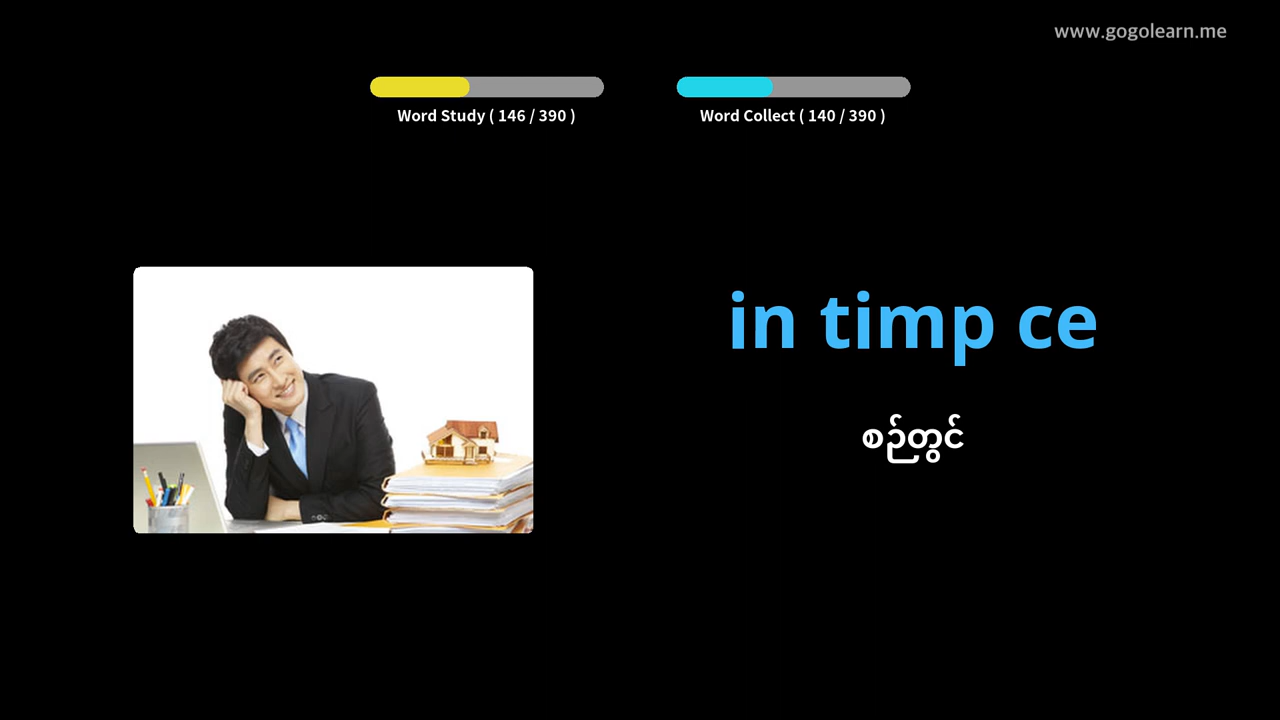 www.gogolearn.me
Word Study ( 146 / 390 )
Word Collect ( 140 / 390 )
in timp ce
စဉ်တွင်